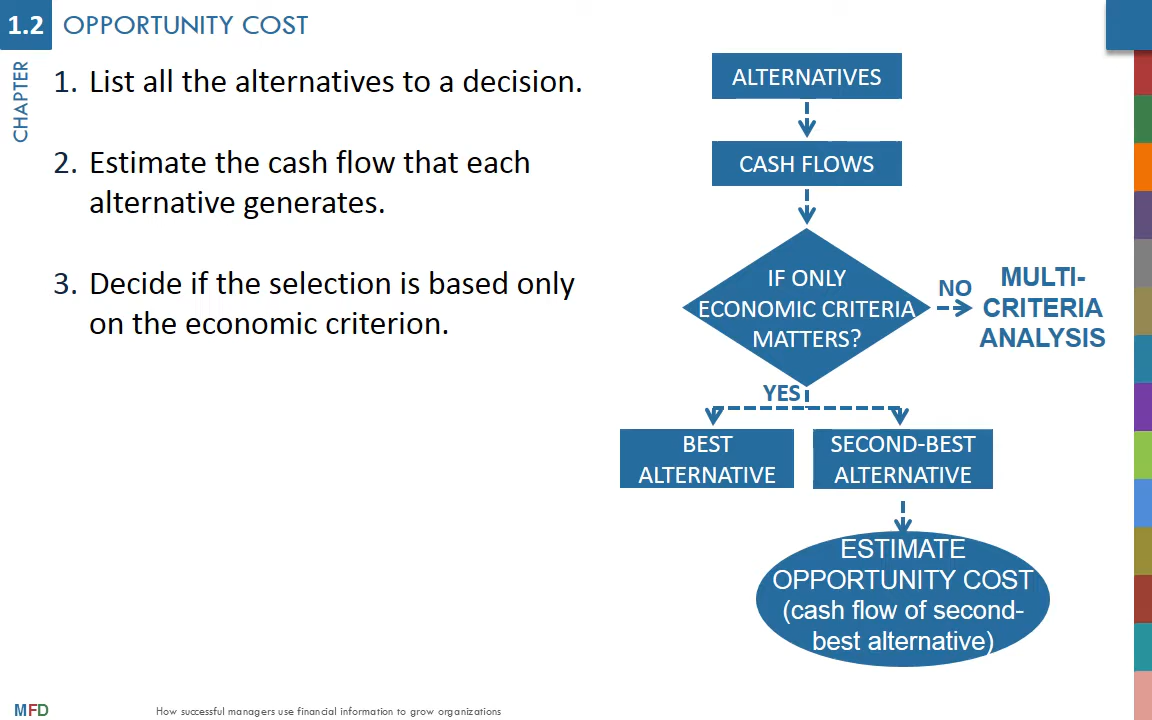 1.2 OPPORTUNITY COST
CHAPTER
1. List all the alternatives to a decision.
2. Estimate the cash flow that each
alternative generates.
3. Decide if the selection is based only
on the economic criterion.
ALTERNATIVES
CASH FLOWS
IF ONLY
ECONOMIC CRITERIA
MATTERS?
NO
MULTI-
CRITERIA
ANALYSIS
YES
BEST
ALTERNATIVE
SECOND-BEST
ALTERNATIVE
ESTIMATE
OPPORTUNITY COST
(cash flow of second-
best alternative)
MFD
How successful managers use financial information to grow organizations